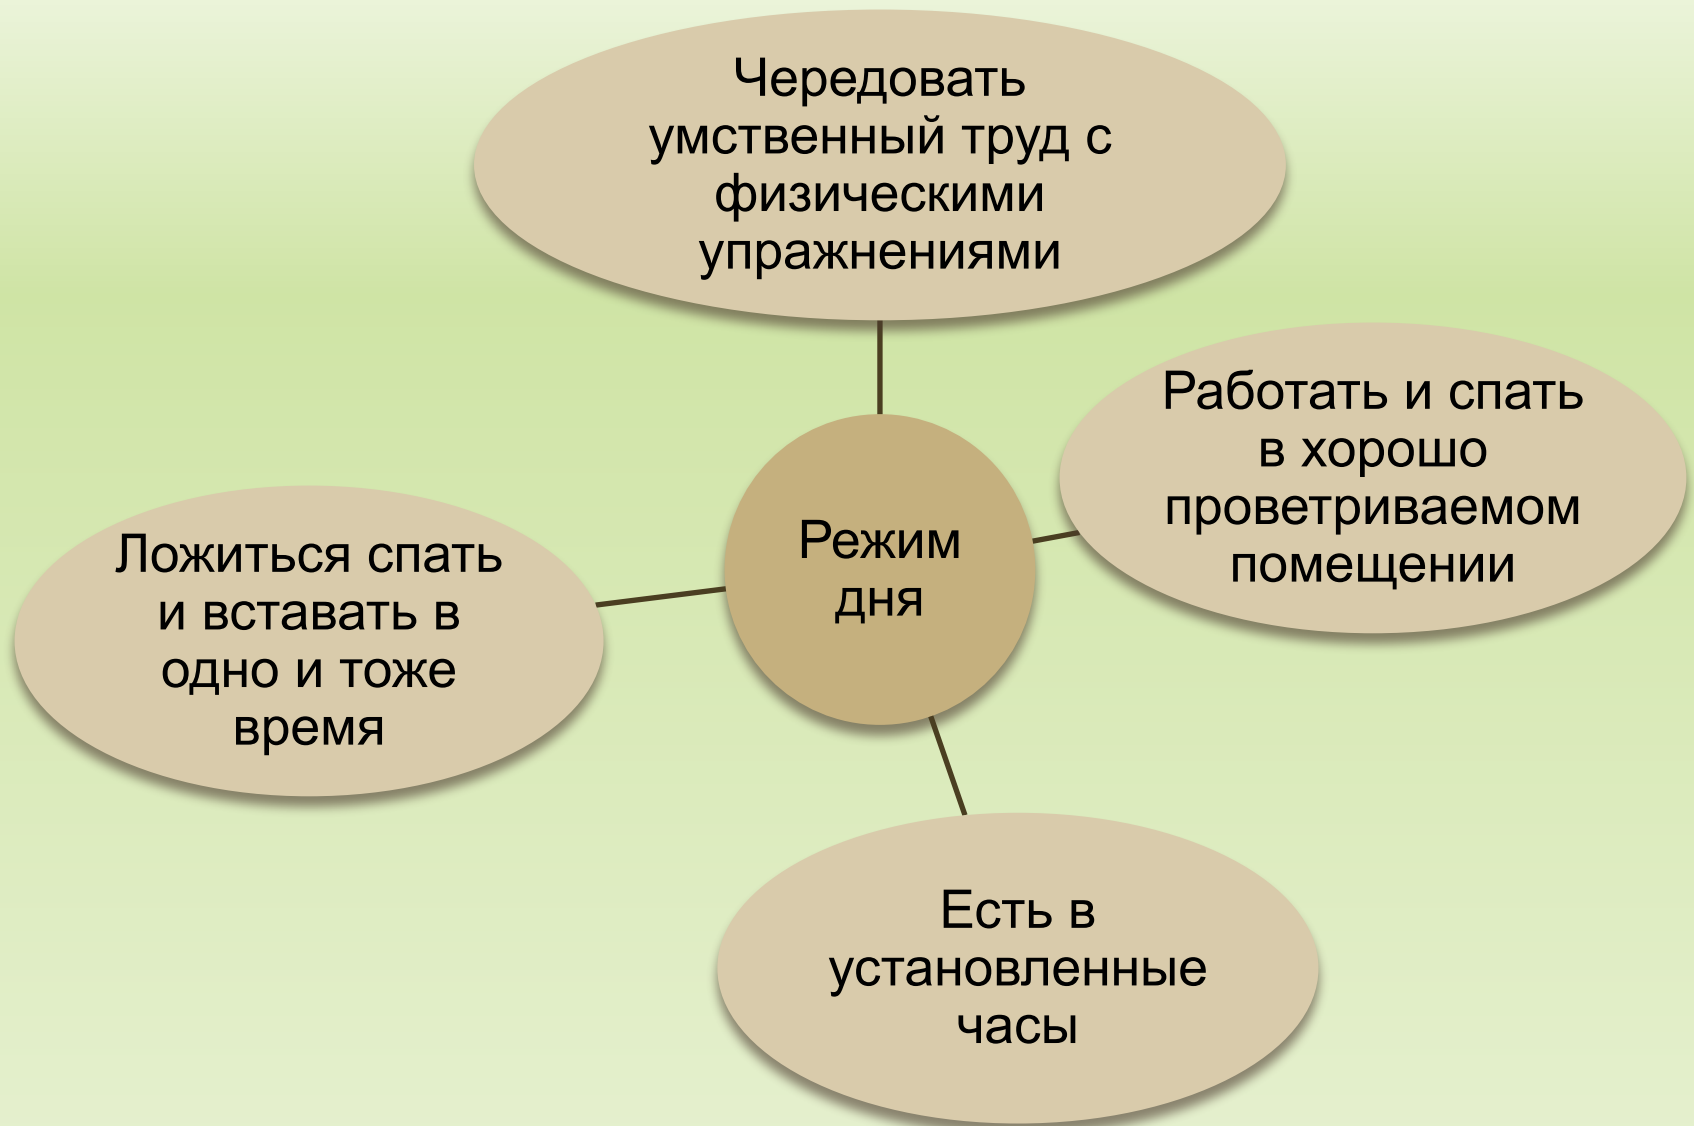 Чередовать
умственный труд с
физическими
упражнениями
Работать и спать
в хорошо
проветриваемом
помещении
Режим
дня
Ложиться спать
и вставать в
одно и тоже
время
Есть в
установленные
часы